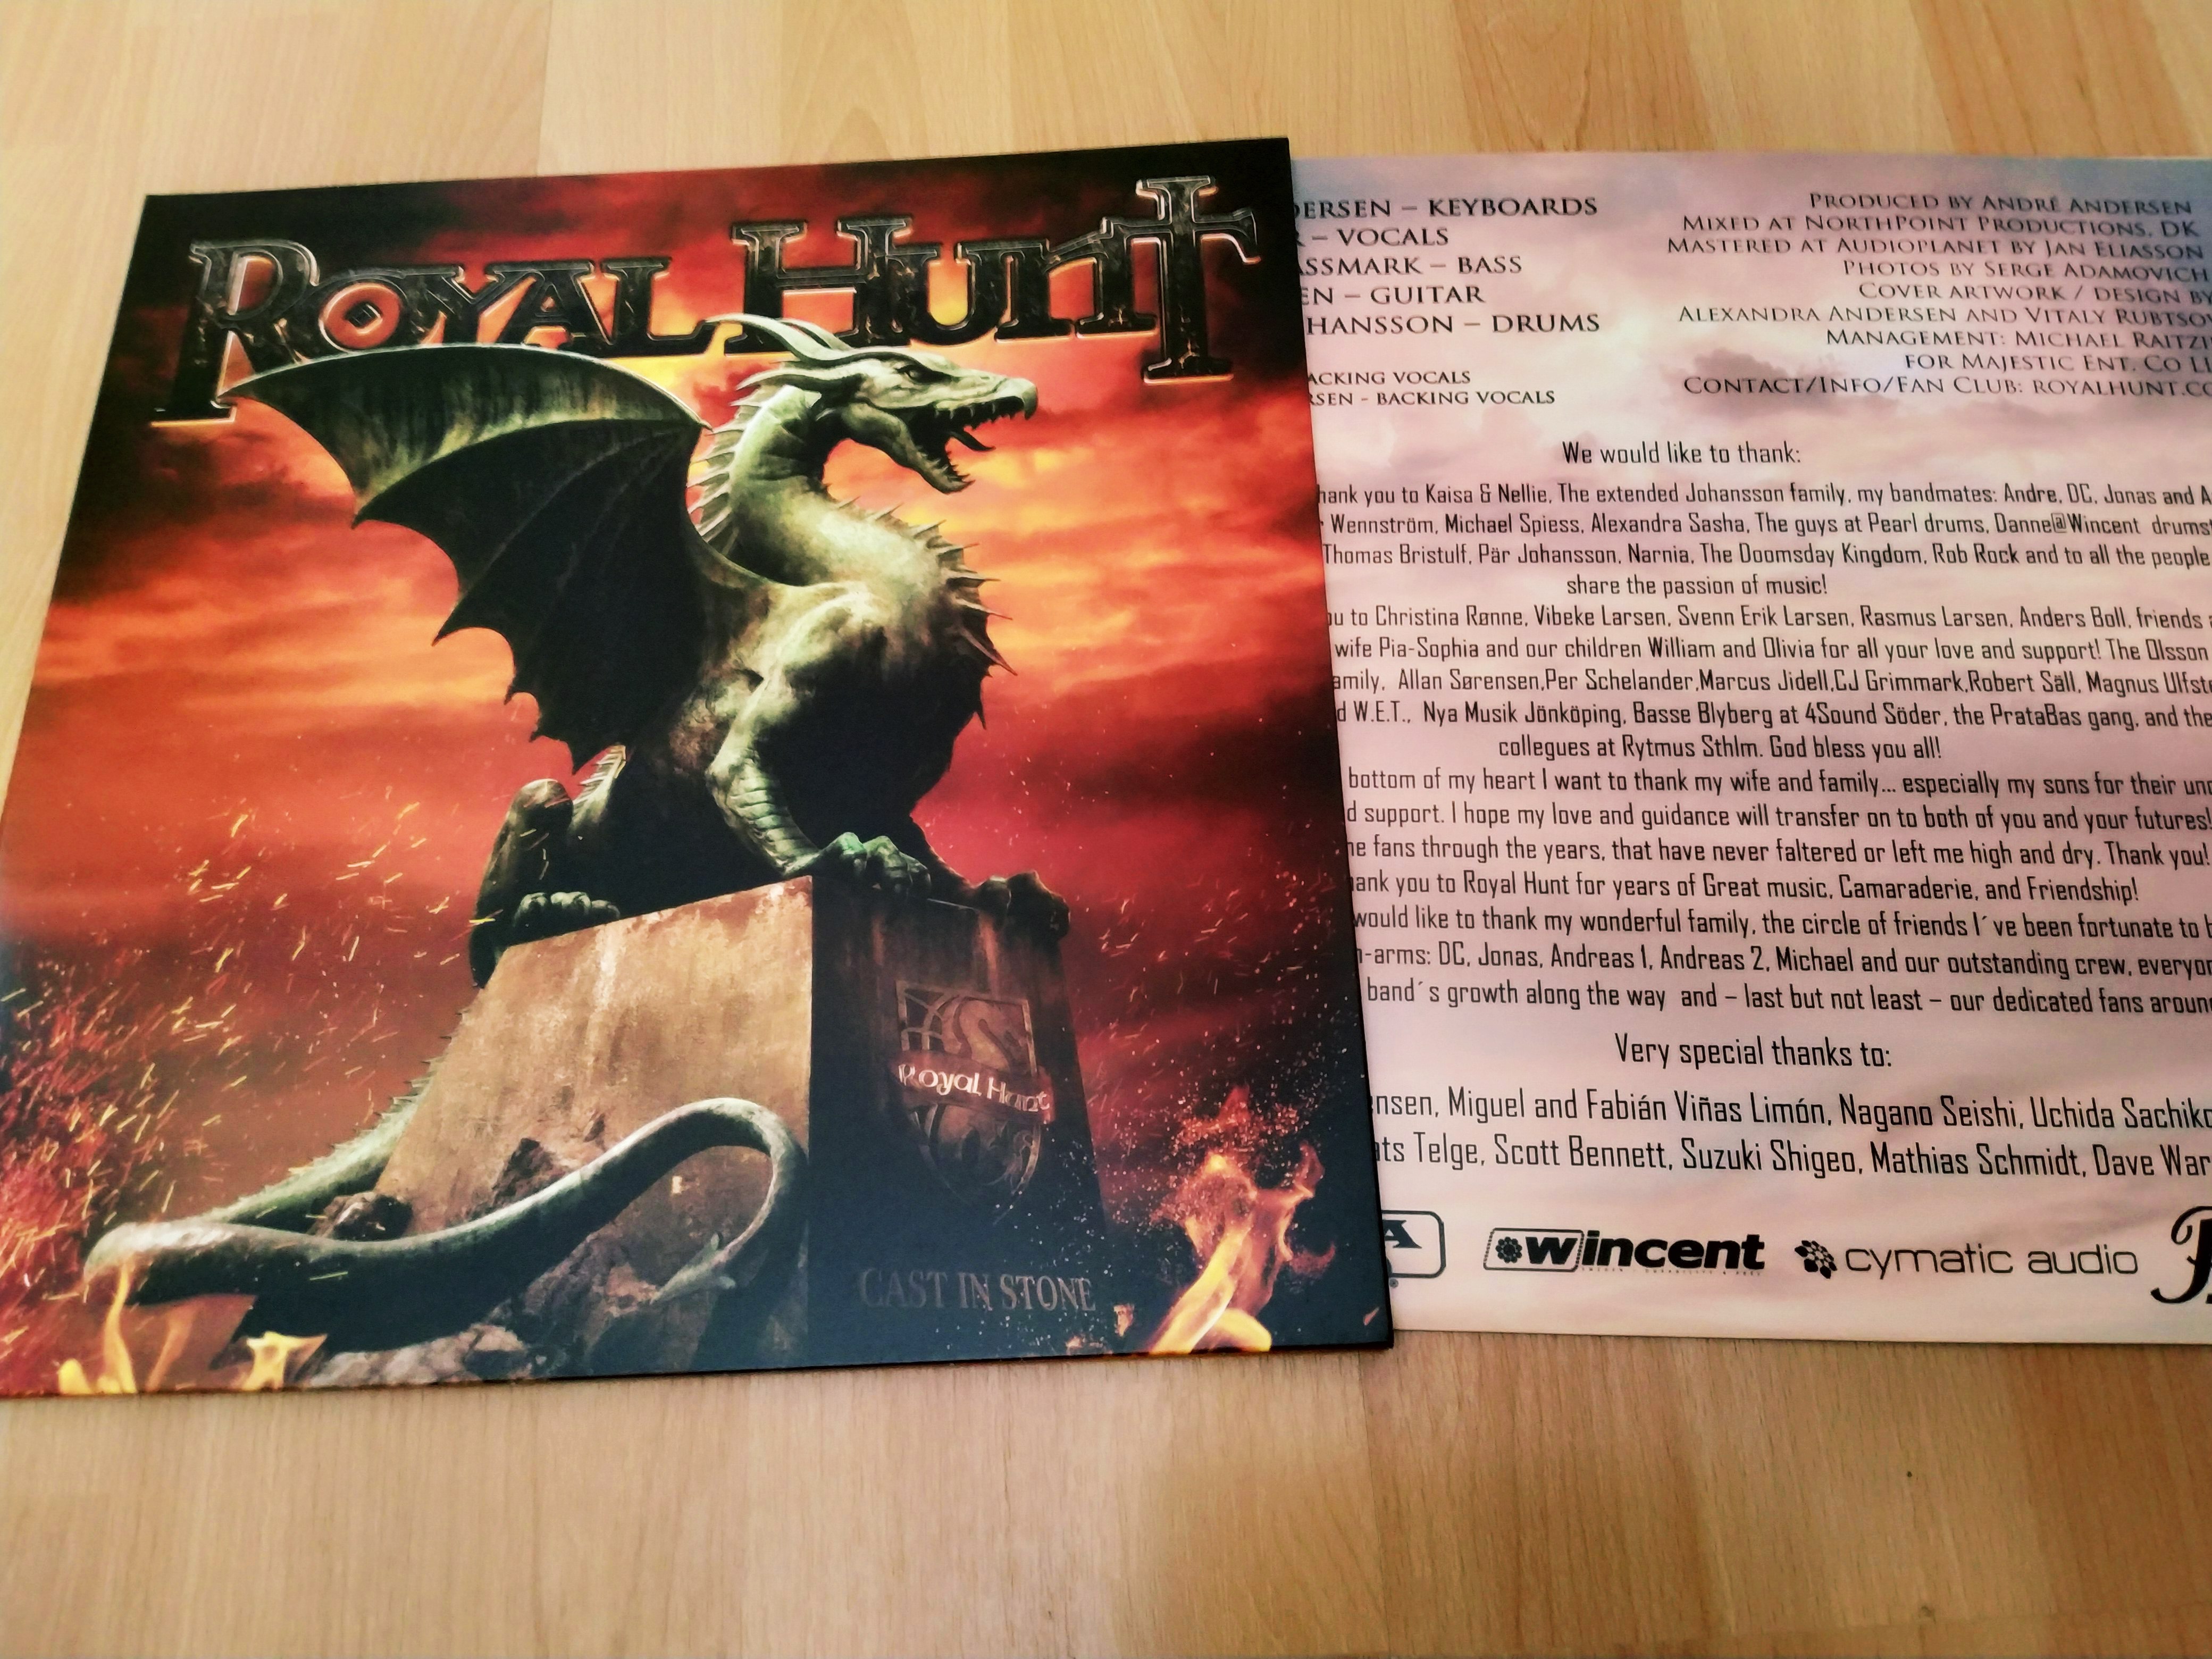 ROYAL HUNT
Royal Hunt
CAST IN STONE
– KEYBOARDS
– VOCALS
– BASS
– GUITAR
– DRUMS
VOCALS
- BACKING VOCALS
PRODUCED BY ANDRÉ ANDERSEN
MIXED AT NORTHPOINT PRODUCTIONS, DK
MASTERED AT AUDIOPLANET BY JAN ELIASSON
PHOTOS BY SERGE ADAMOVICH
COVER ARTWORK / DESIGN BY
ALEXANDRA ANDERSEN AND VITALY
MANAGEMENT: MICHAEL
FOR MAJESTIC ENT. CO
CONTACT/INFO/FAN CLUB:
We would like to thank:
you to Kaisa & Nellie, The extended Johansson family, my bandmates: Andre, DC, Jonas and
Wennström, Michael Spiess, Alexandra Sasha, The guys at Pearl drums, Danne@Wincent
Thomas Bristulf, Pär Johansson, Narnia, The Doomsday Kingdom, Rob Rock and to all the people
share the passion of music!
to Christina Rønne, Vibeke Larsen, Svenn Erik Larsen, Rasmus Larsen, Anders Boll, friends
wife Pia-Sophia and our children William and Olivia for all your love and support! The Olsson
Allan Sørensen,Per Schelander,Marcus Jidell,CJ Grimmark,Robert Säll, Magnus
W.E.T., Nya Musik Jönköping, Basse Blyberg at 4Sound Söder, the PrataBas gang, and the
collegues at Rytmus Sthlm. God bless you all!
bottom of my heart I want to thank my wife and family... especially my sons for their
support. I hope my love and guidance will transfer on to both of you and your futures!
fans through the years, that have never faltered or left me high and dry. Thank you!
you to Royal Hunt for years of Great music, Camaraderie, and Friendship!
would like to thank my wonderful family, the circle of friends I´ve been fortunate to
DC, Jonas, Andreas 1, Andreas 2, Michael and our outstanding crew,
band´s growth along the way and – last but not least – our dedicated fans
Very special thanks to:
Miguel and Fabián Viñas Limón, Nagano Seishi, Uchida
Telge, Scott Bennett, Suzuki Shigeo, Mathias Schmidt, Dave
wincent
cymatic audio